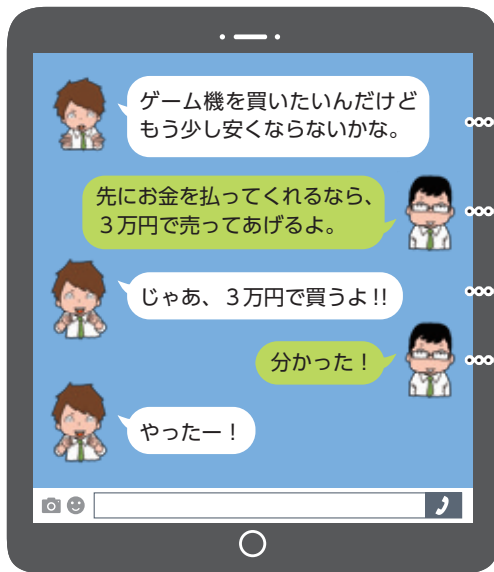 ゲーム機を買いたいんだけど
もう少し安くならないかな。
先にお金を払ってくれるなら、
３万円で売ってあげるよ。
じゃあ、３万円で買うよ!!
分かった！
やったー！